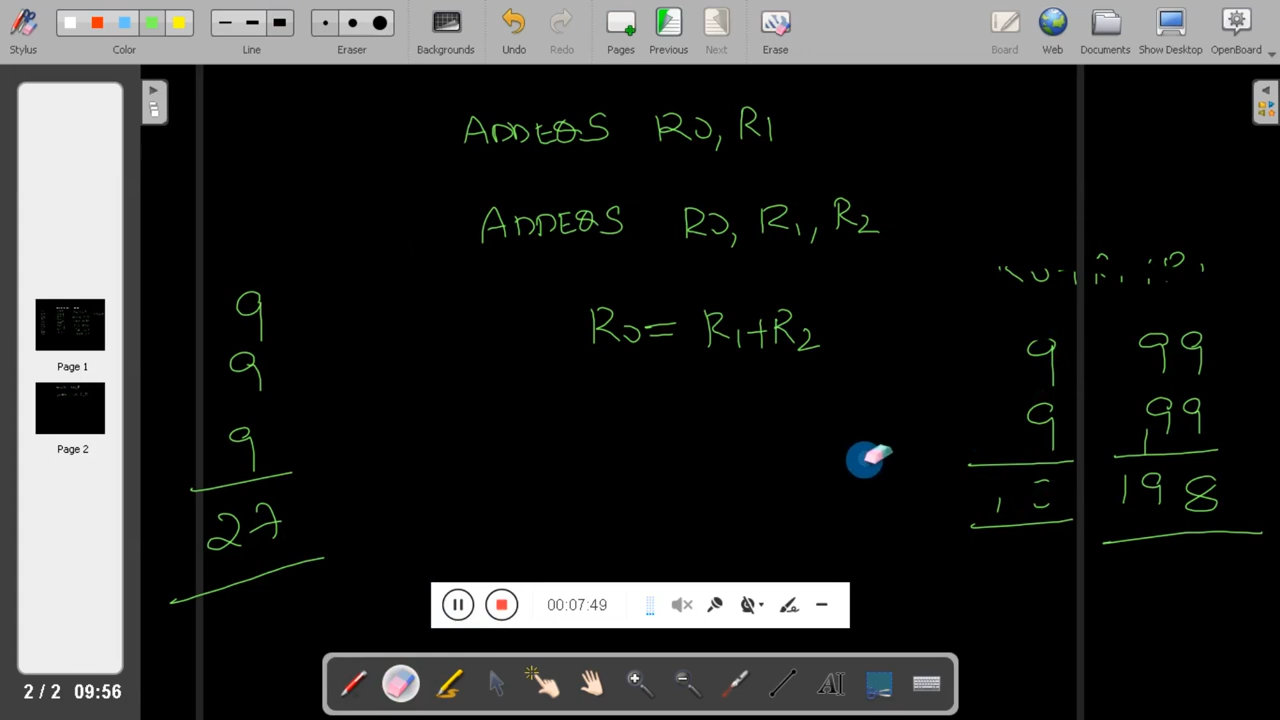 Stylus Color Line Eraser Backgrounds Undo Redo Pages Previous Next Erase Board Web Documents Show Desktop OpenBoard
ADDEQS R0, R1
ADDEQS R0, R1, R2
R0= R1+R2
9
9
9
27
9
9
99
99
1
198
Page 1
Page 2
00:07:49
AI
2 / 2 09:56